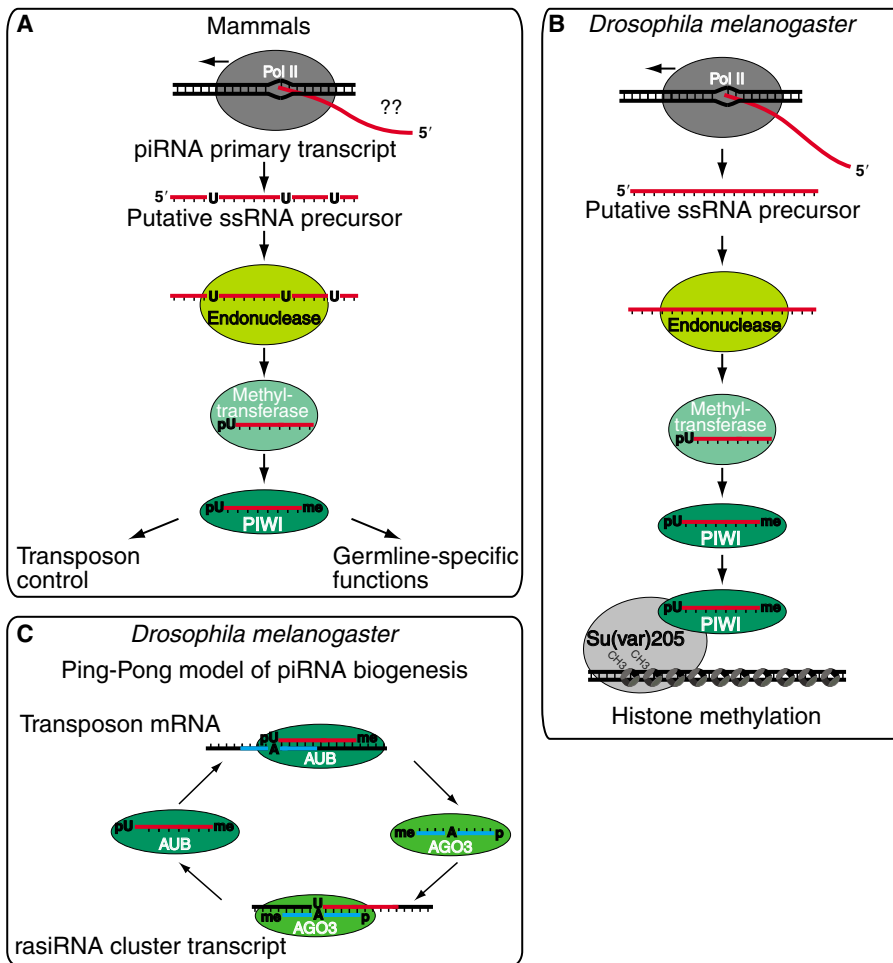 A
Mammals
Pol II
??
5′
piRNA primary transcript
5′ U U U
Putative ssRNA precursor
U U U
Endonuclease
Methyl-
transferase
pU
pU me
PIWI
Transposon
control
Germline-specific
functions
B
Drosophila melanogaster
Pol II
5′
5′
Putative ssRNA precursor
Endonuclease
Methyl-
transferase
pU
pU me
PIWI
pU me
PIWI
Su(var)205
CH3 CH3
Histone methylation
C
Drosophila melanogaster
Ping-Pong model of piRNA biogenesis
Transposon mRNA
pU me
A
AUB
pU me
AUB
me A p
AGO3
U
me A p
AGO3
rasiRNA cluster transcript